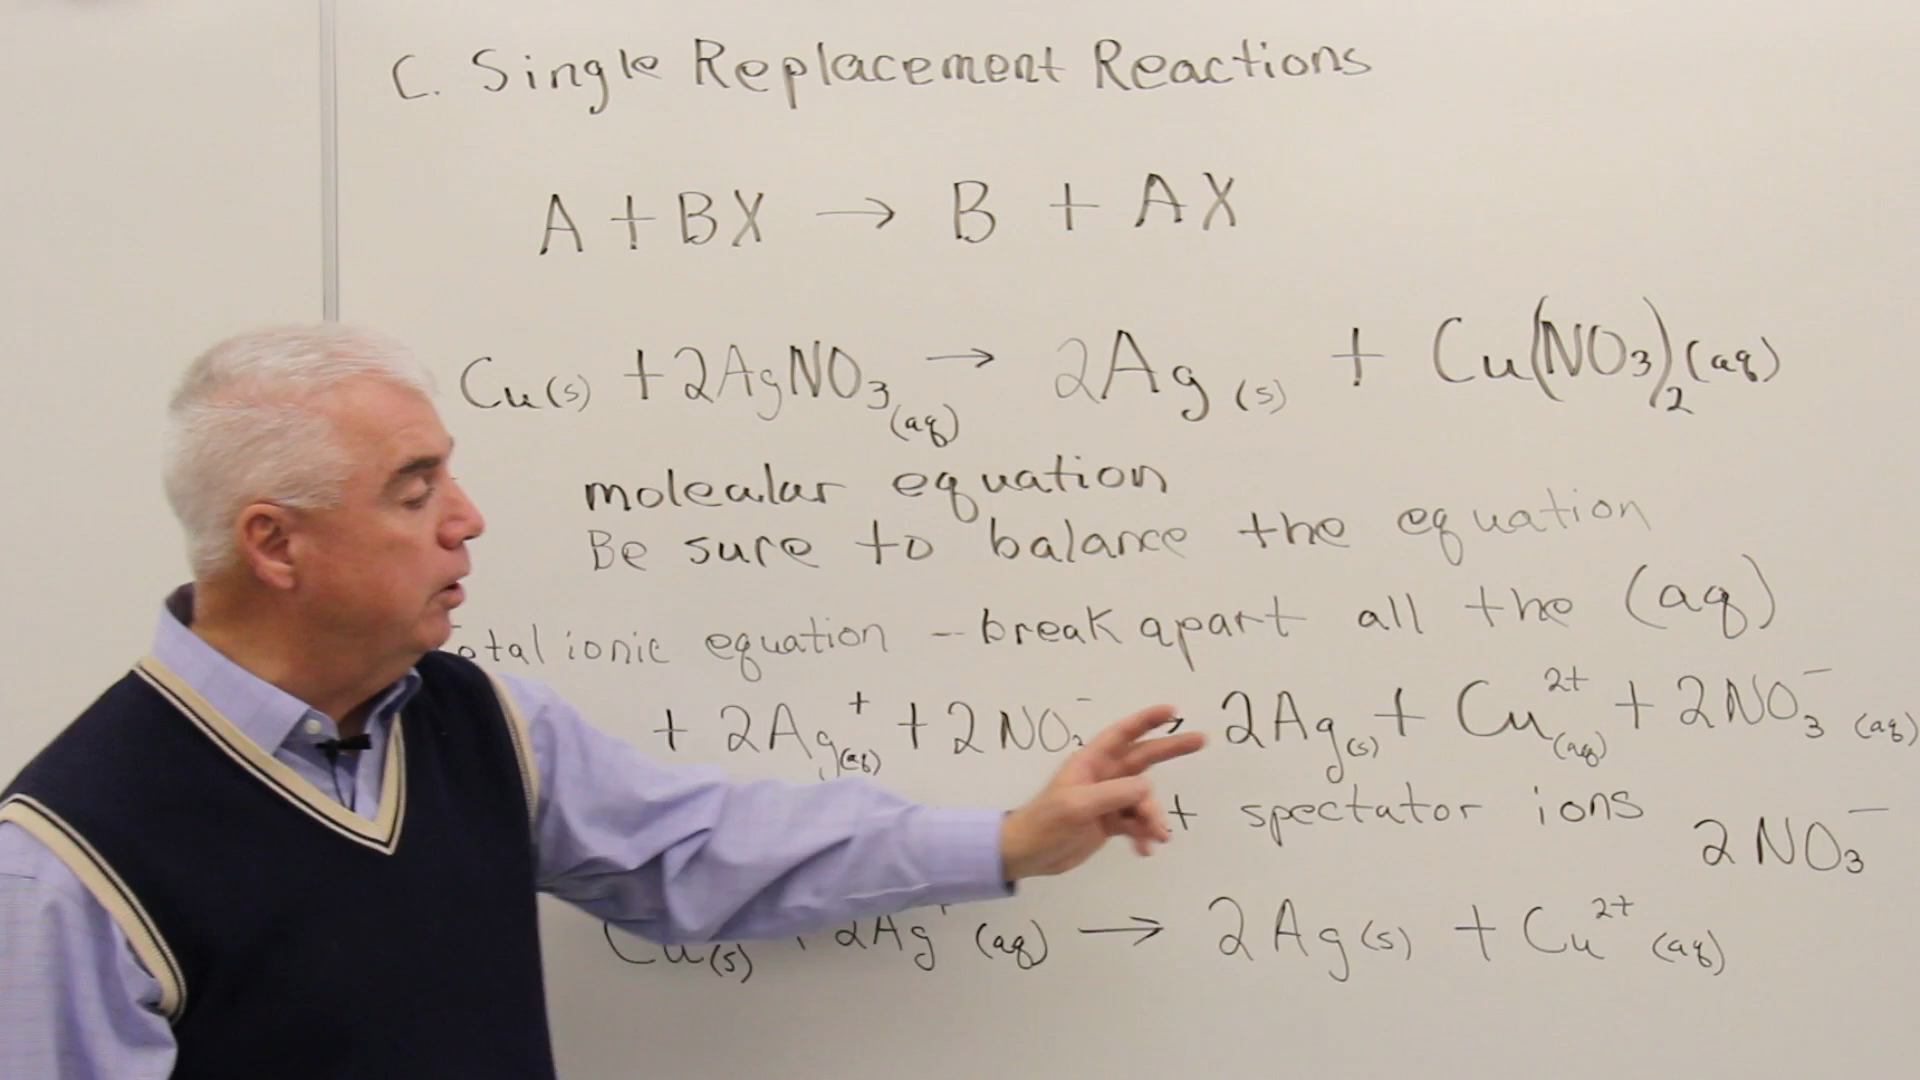 C. Single Replacement Reactions
A + BX → B + AX
Cu(s) + 2AgNO₃(aq) → 2Ag(s) + Cu(NO₃)₂(aq)
molecular equation
Be sure to balance the equation
otal ionic equation - break apart all the (aq)
+ 2Ag⁺(aq) + 2NO₃⁻ → 2Ag(s) + Cu²⁺(aq) + 2NO₃⁻(aq)
spectator ions 2NO₃⁻
Cu(s) + 2Ag⁺(aq) → 2Ag(s) + Cu²⁺(aq)